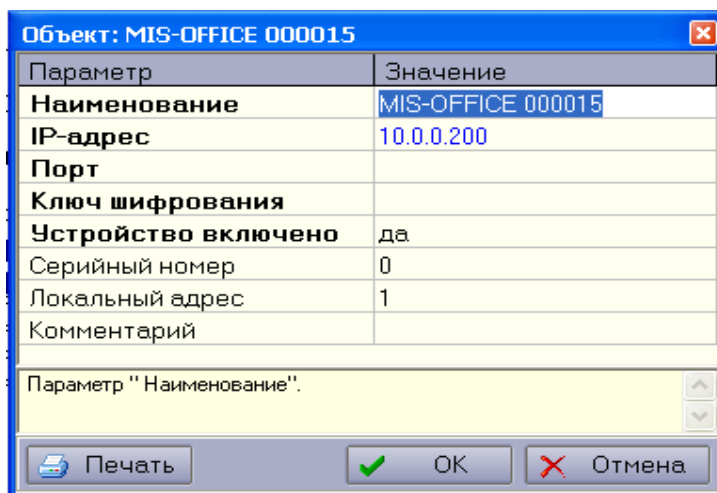 Объект: MIS-OFFICE 000015
Параметр Значение
Наименование MIS-OFFICE 000015
IP-адрес 10.0.0.200
Порт
Ключ шифрования
Устройство включено да
Серийный номер 0
Локальный адрес 1
Комментарий
Параметр " Наименование".
Печать OK Отмена